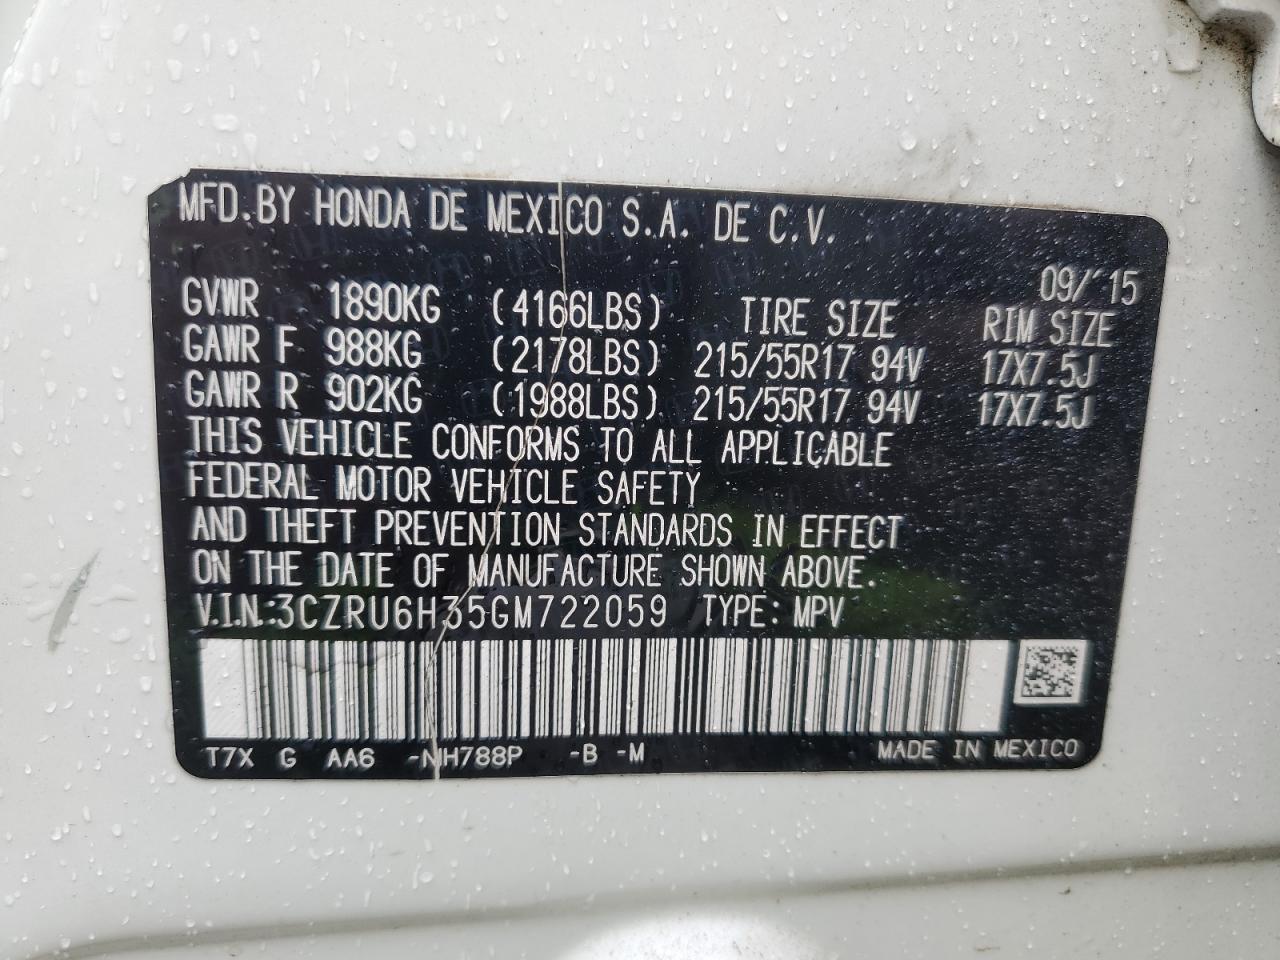 MFD.BY HONDA DE MEXICO S.A. DE C.V.
09/ 15
GVWR 1890KG (4166LBS) TIRE SIZE RIM SIZE
GAWR F 988KG (2178LBS) 215/55R17 94V 17X7.5J
GAWR R 902KG (1988LBS) 215/55R17 94V 17X7.5J
THIS VEHICLE CONFORMS TO ALL APPLICABLE
FEDERAL MOTOR VEHICLE SAFETY
AND THEFT PREVENTION STANDARDS IN EFFECT
ON THE DATE OF MANUFACTURE SHOWN ABOVE.
V.I.N.:3CZRU6H35GM722059 TYPE: MPV
T7X G AA6 -NH788P -B -M MADE IN MEXICO